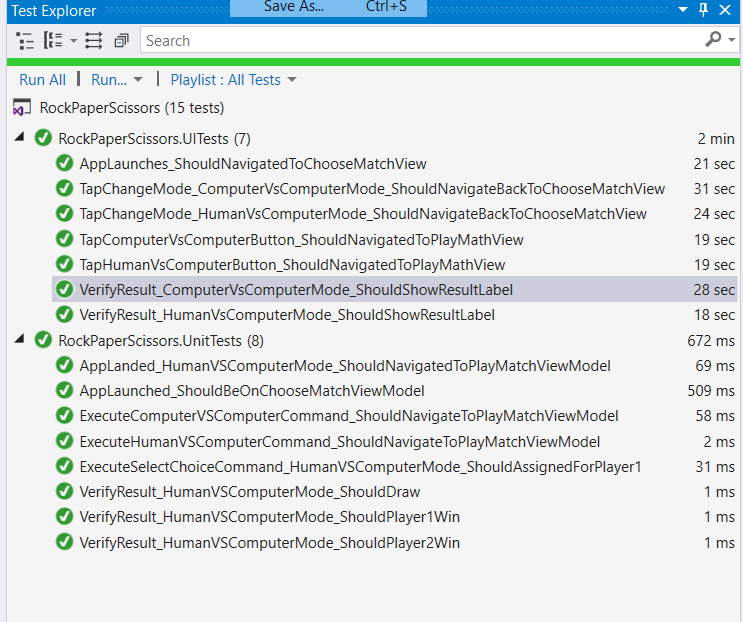 Test Explorer Save As... Ctrl+S
Search
Run All | Run... | Playlist : All Tests
RockPaperScissors (15 tests)
RockPaperScissors.UITests (7) 2 min
AppLaunches_ShouldNavigatedToChooseMatchView 21 sec
TapChangeMode_ComputerVsComputerMode_ShouldNavigateBackToChooseMatchView 31 sec
TapChangeMode_HumanVsComputerMode_ShouldNavigateBackToChooseMatchView 24 sec
TapComputerVsComputerButton_ShouldNavigatedToPlayMathView 19 sec
TapHumanVsComputerButton_ShouldNavigatedToPlayMathView 19 sec
VerifyResult_ComputerVsComputerMode_ShouldShowResultLabel 28 sec
VerifyResult_HumanVsComputerMode_ShouldShowResultLabel 18 sec
RockPaperScissors.UnitTests (8) 672 ms
AppLanded_HumanVSComputerMode_ShouldNavigatedToPlayMatchViewModel 69 ms
AppLaunched_ShouldBeOnChooseMatchViewModel 509 ms
ExecuteComputerVSComputerCommand_ShouldNavigateToPlayMatchViewModel 58 ms
ExecuteHumanVSComputerCommand_ShouldNavigateToPlayMatchViewModel 2 ms
ExecuteSelectChoiceCommand_HumanVSComputerMode_ShouldAssignedForPlayer1 31 ms
VerifyResult_HumanVSComputerMode_ShouldDraw 1 ms
VerifyResult_HumanVSComputerMode_ShouldPlayer1Win 1 ms
VerifyResult_HumanVSComputerMode_ShouldPlayer2Win 1 ms